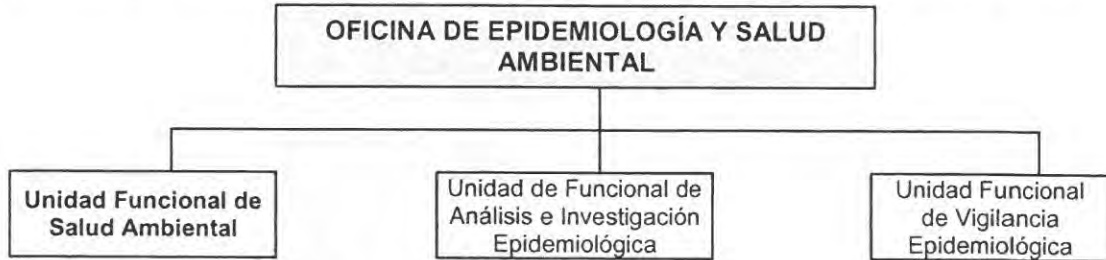 OFICINA DE EPIDEMIOLOGÍA Y SALUD
AMBIENTAL
Unidad Funcional de
Salud Ambiental
Unidad de Funcional de
Análisis e Investigación
Epidemiológica
Unidad Funcional
de Vigilancia
Epidemiológica